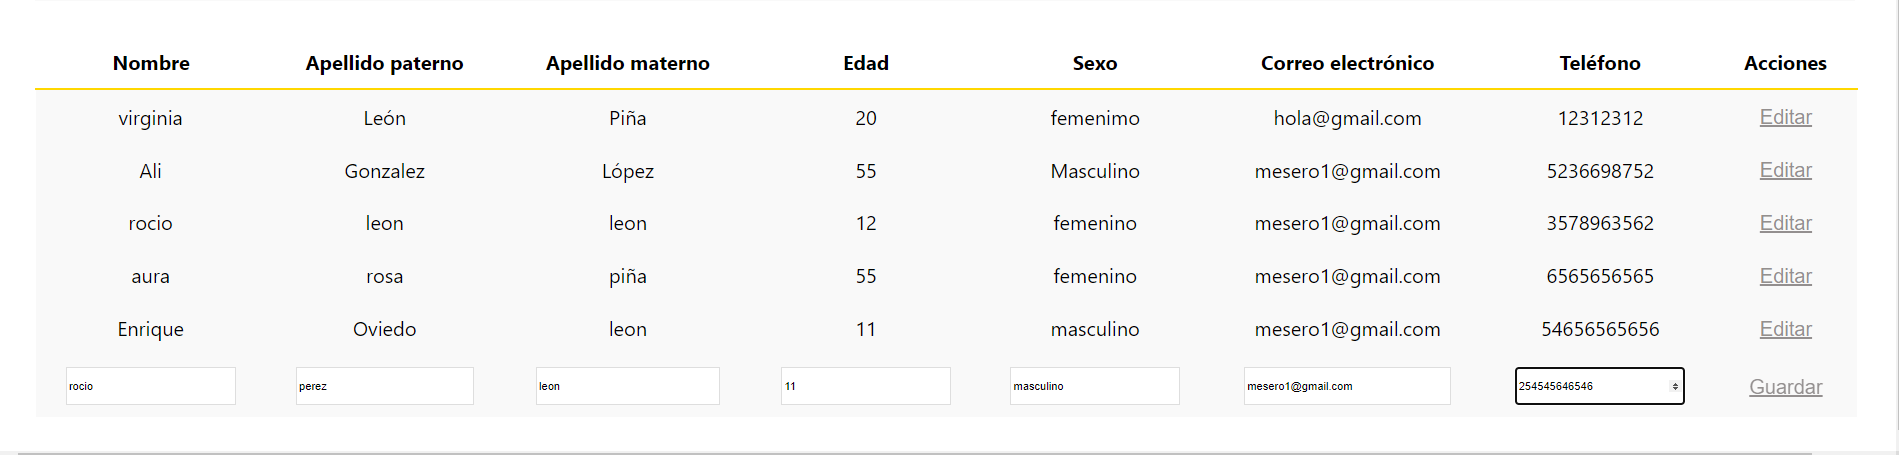 Nombre Apellido paterno Apellido materno Edad Sexo Correo electrónico Teléfono Acciones
virginia León Piña 20 femenimo hola@gmail.com 12312312 Editar
Ali Gonzalez López 55 Masculino mesero1@gmail.com 5236698752 Editar
rocio leon leon 12 femenino mesero1@gmail.com 3578963562 Editar
aura rosa piña 55 femenino mesero1@gmail.com 6565656565 Editar
Enrique Oviedo leon 11 masculino mesero1@gmail.com 54656565656 Editar
rocio perez leon 11 masculino mesero1@gmail.com 254545646546 Guardar